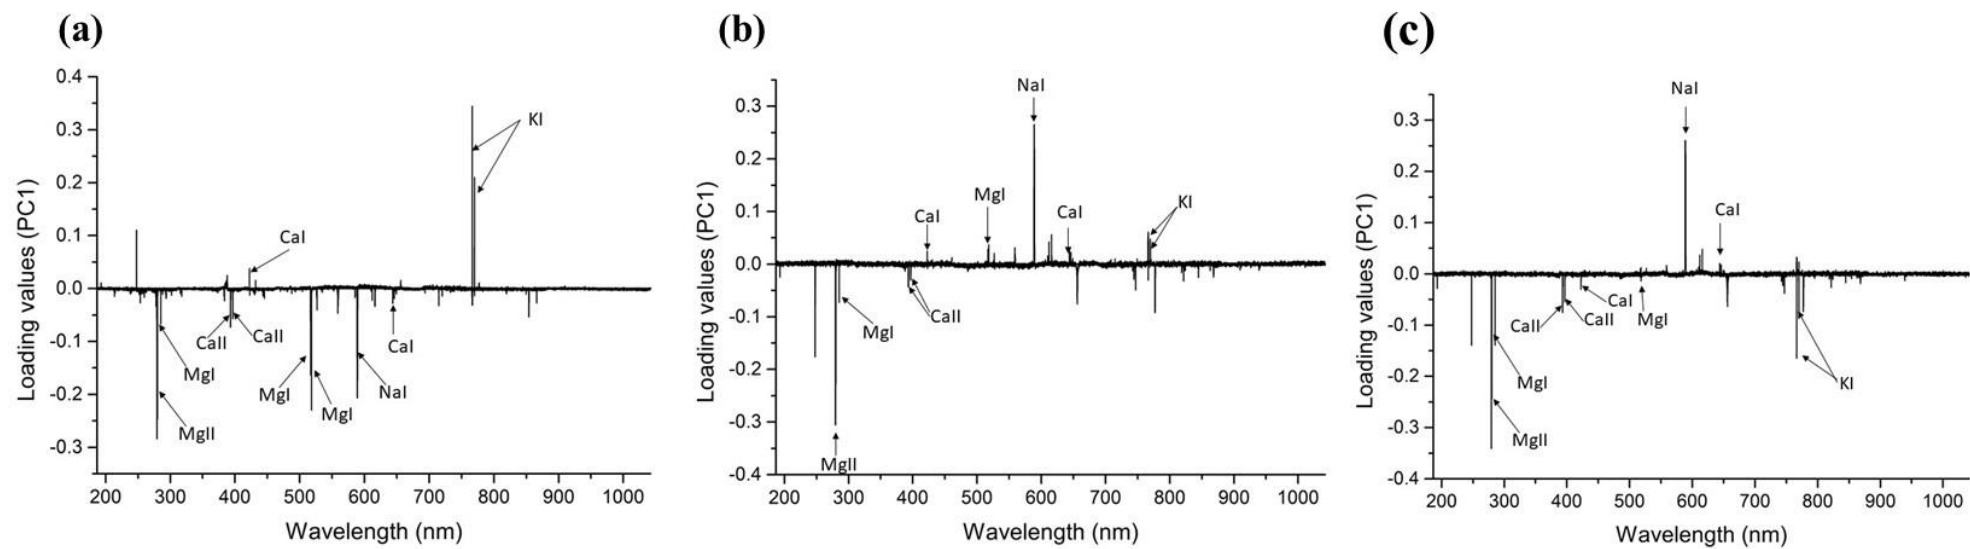 (a)
0.4
0.3
0.2
0.1
0.0
-0.1
-0.2
-0.3
Loading values (PC1)
KI
CaI
CaII
CaII
MgI
MgII
MgI
MgI
NaI
CaI
200 300 400 500 600 700 800 900 1000
Wavelength (nm)
(b)
0.3
0.2
0.1
0.0
-0.1
-0.2
-0.3
-0.4
Loading values (PC1)
NaI
MgI
CaI
CaI
KI
CaII
MgI
MgII
200 300 400 500 600 700 800 900 1000
Wavelength (nm)
(c)
0.3
0.2
0.1
0.0
-0.1
-0.2
-0.3
-0.4
Loading values (PC1)
NaI
CaI
CaI
CaII
CaII
MgI
MgI
MgII
KI
200 300 400 500 600 700 800 900 1000
Wavelength (nm)